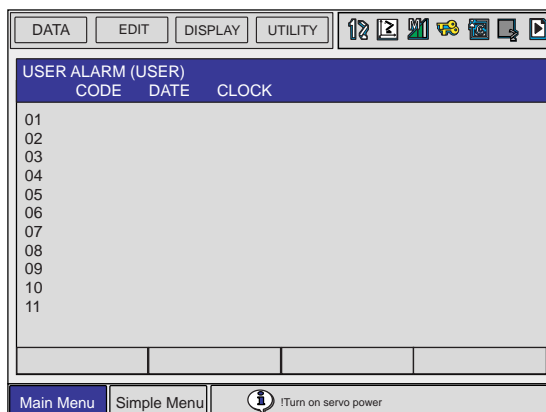 DATA EDIT DISPLAY UTILITY
USER ALARM (USER)
CODE DATE CLOCK
01
02
03
04
05
06
07
08
09
10
11
Main Menu Simple Menu !Turn on servo power